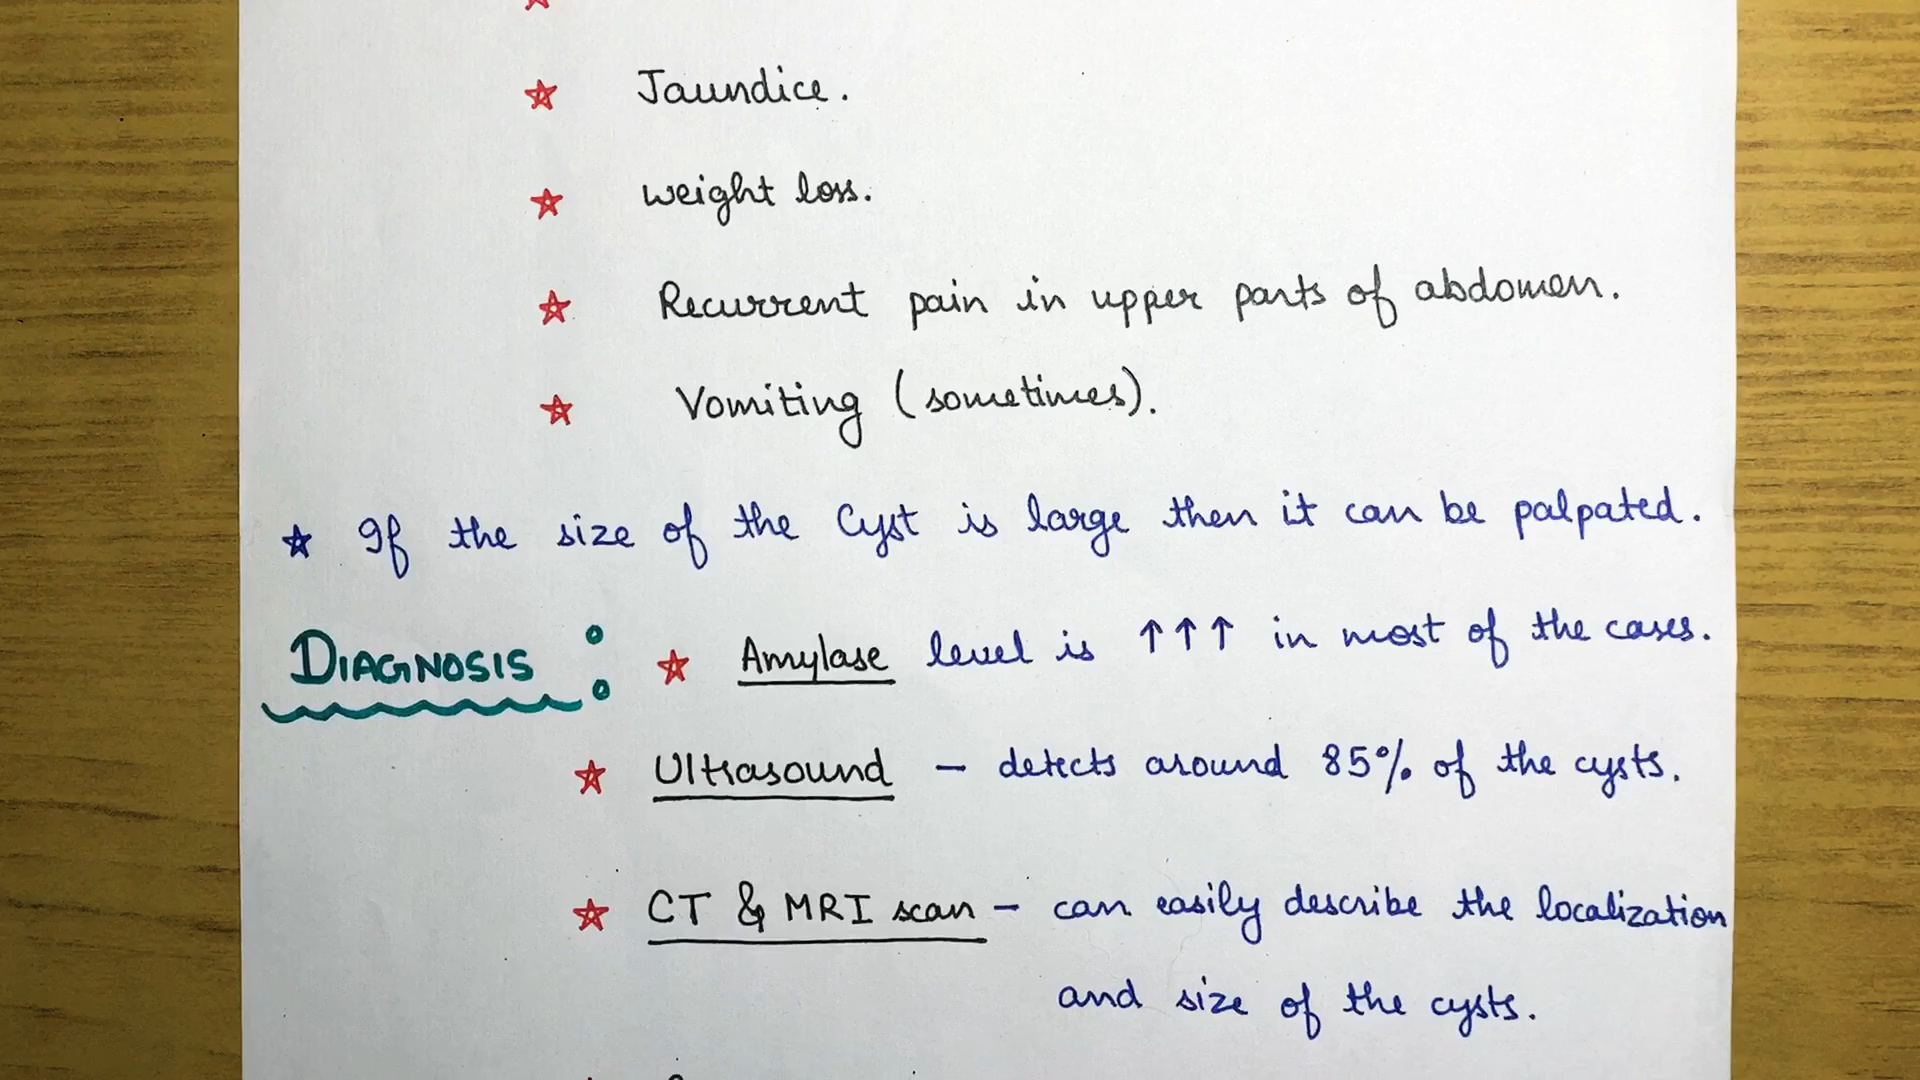 Jaundice.
weight loss.
Recurrent pain in upper parts of abdomen.
Vomiting (sometimes).
If the size of the Cyst is large then it can be palpated.
DIAGNOSIS : Amylase level is ↑↑↑ in most of the cases.
Ultrasound – detects around 85% of the cysts.
CT & MRI scan – can easily describe the localization
and size of the cysts.